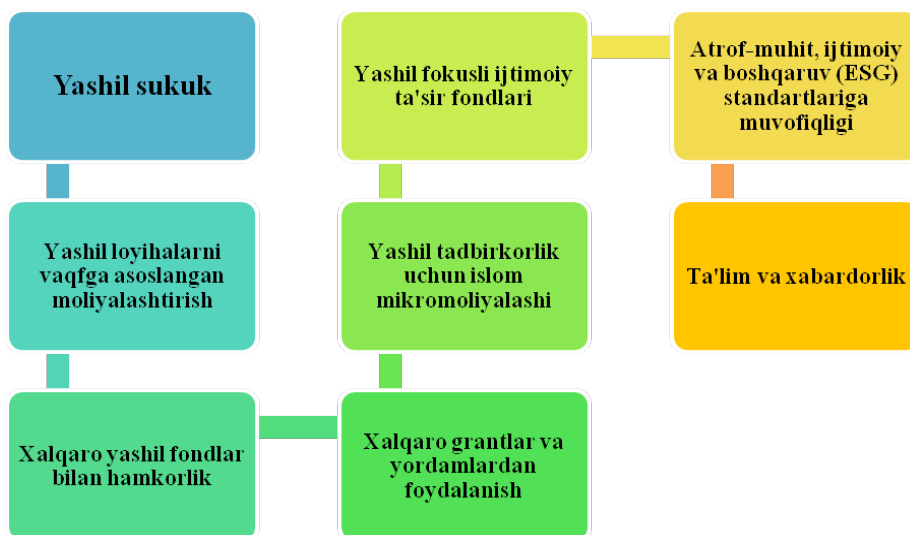 Yashil sukuk
Yashil loyihalarni
vaqfga asoslangan
moliyalashtirish
Xalqaro yashil fondlar
bilan hamkorlik
Xalqaro grantlar va
yordamlardan
foydalanish
Yashil tadbirkorlik
uchun islom
mikromoliyalashi
Yashil fokusli ijtimoiy
ta'sir fondlari
Atrof-muhit, ijtimoiy
va boshqaruv (ESG)
standartlariga
muvofiqligi
Ta'lim va xabardorlik